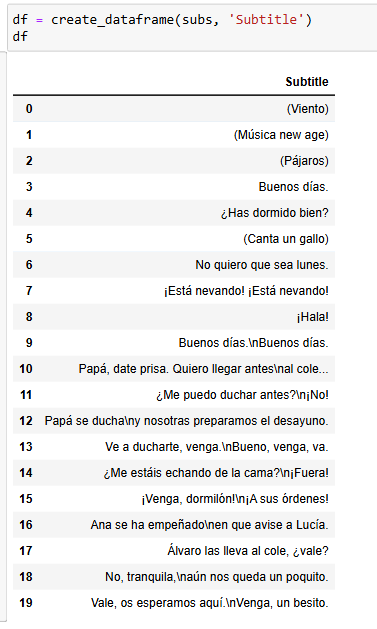 df = create_dataframe(subs, 'Subtitle')
df
Subtitle
0 (Viento)
1 (Música new age)
2 (Pájaros)
3 Buenos días.
4 ¿Has dormido bien?
5 (Canta un gallo)
6 No quiero que sea lunes.
7 ¡Está nevando! ¡Está nevando!
8 ¡Hala!
9 Buenos días.\nBuenos días.
10 Papá, date prisa. Quiero llegar antes\nal cole...
11 ¿Me puedo duchar antes?\n¡No!
12 Papá se ducha\ny nosotras preparamos el desayuno.
13 Ve a ducharte, venga.\nBueno, venga, va.
14 ¿Me estáis echando de la cama?\n¡Fuera!
15 ¡Venga, dormilón!\n¡A sus órdenes!
16 Ana se ha empeñado\nen que avise a Lucía.
17 Álvaro las lleva al cole, ¿vale?
18 No, tranquila,\naún nos queda un poquito.
19 Vale, os esperamos aquí.\nVenga, un besito.